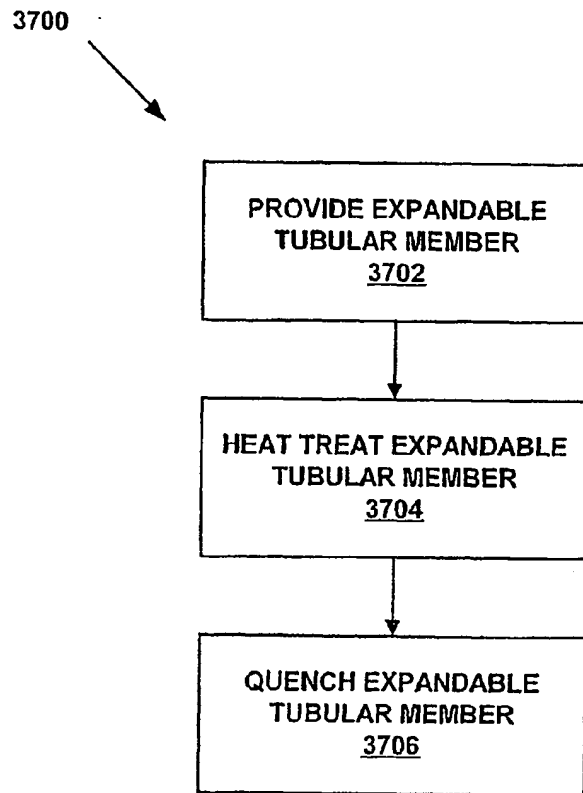 3700
PROVIDE EXPANDABLE
TUBULAR MEMBER
3702
HEAT TREAT EXPANDABLE
TUBULAR MEMBER
3704
QUENCH EXPANDABLE
TUBULAR MEMBER
3706